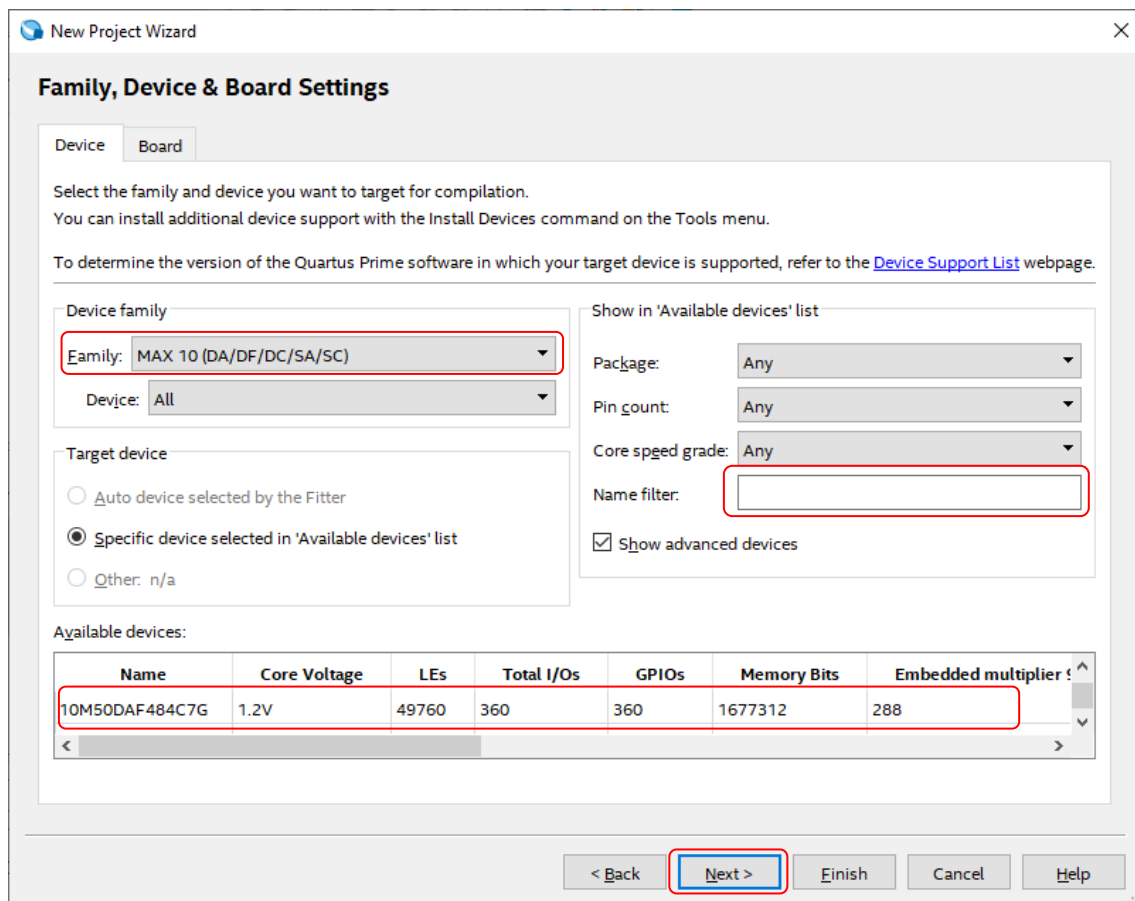 New Project Wizard
Family, Device & Board Settings
Device
Board
Select the family and device you want to target for compilation.
You can install additional device support with the Install Devices command on the Tools menu.
To determine the version of the Quartus Prime software in which your target device is supported, refer to the Device Support List webpage.
Device family
Family: MAX 10 (DA/DF/DC/SA/SC)
Device: All
Target device
Auto device selected by the Fitter
Specific device selected in 'Available devices' list
Other: n/a
Show in 'Available devices' list
Package: Any
Pin count: Any
Core speed grade: Any
Name filter:
Show advanced devices
Available devices:
Name Core Voltage LEs Total I/Os GPIOs Memory Bits Embedded multiplier 9
10M50DAF484C7G 1.2V 49760 360 360 1677312 288
< Back Next > Finish Cancel Help